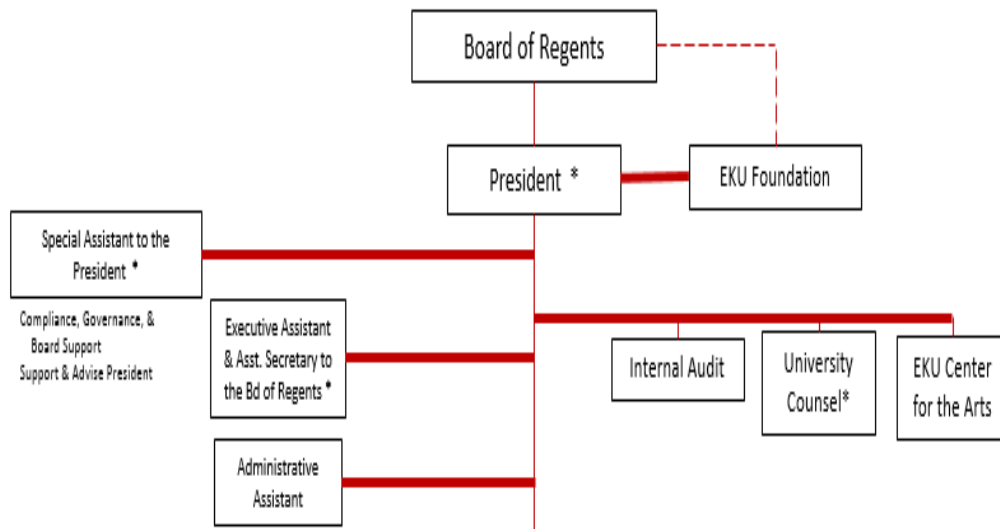 Board of Regents
President *
EKU Foundation
Special Assistant to the
President *
Compliance, Governance, &
Board Support
Support & Advise President
Executive Assistant
& Asst. Secretary to
the Bd of Regents *
Internal Audit
University
Counsel*
EKU Center
for the Arts
Administrative
Assistant